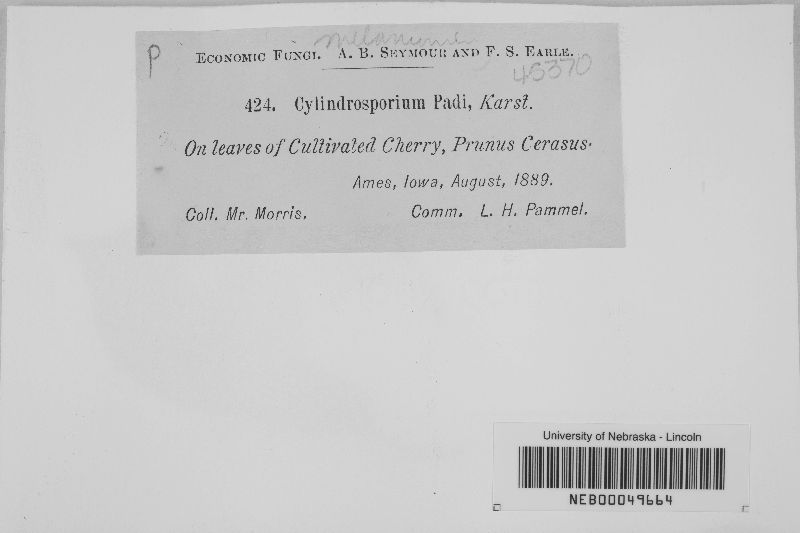 P
ECONOMIC FUNGI. A. B. SEYMOUR AND F. S. EARLE.
45370
424. Cylindrosporium Padi, Karst.
On leaves of Cultivated Cherry, Prunus Cerasus.
Ames, Iowa, August, 1889.
Coll. Mr. Morris. Comm. L. H. Pammel.
University of Nebraska - Lincoln
NEB00049664